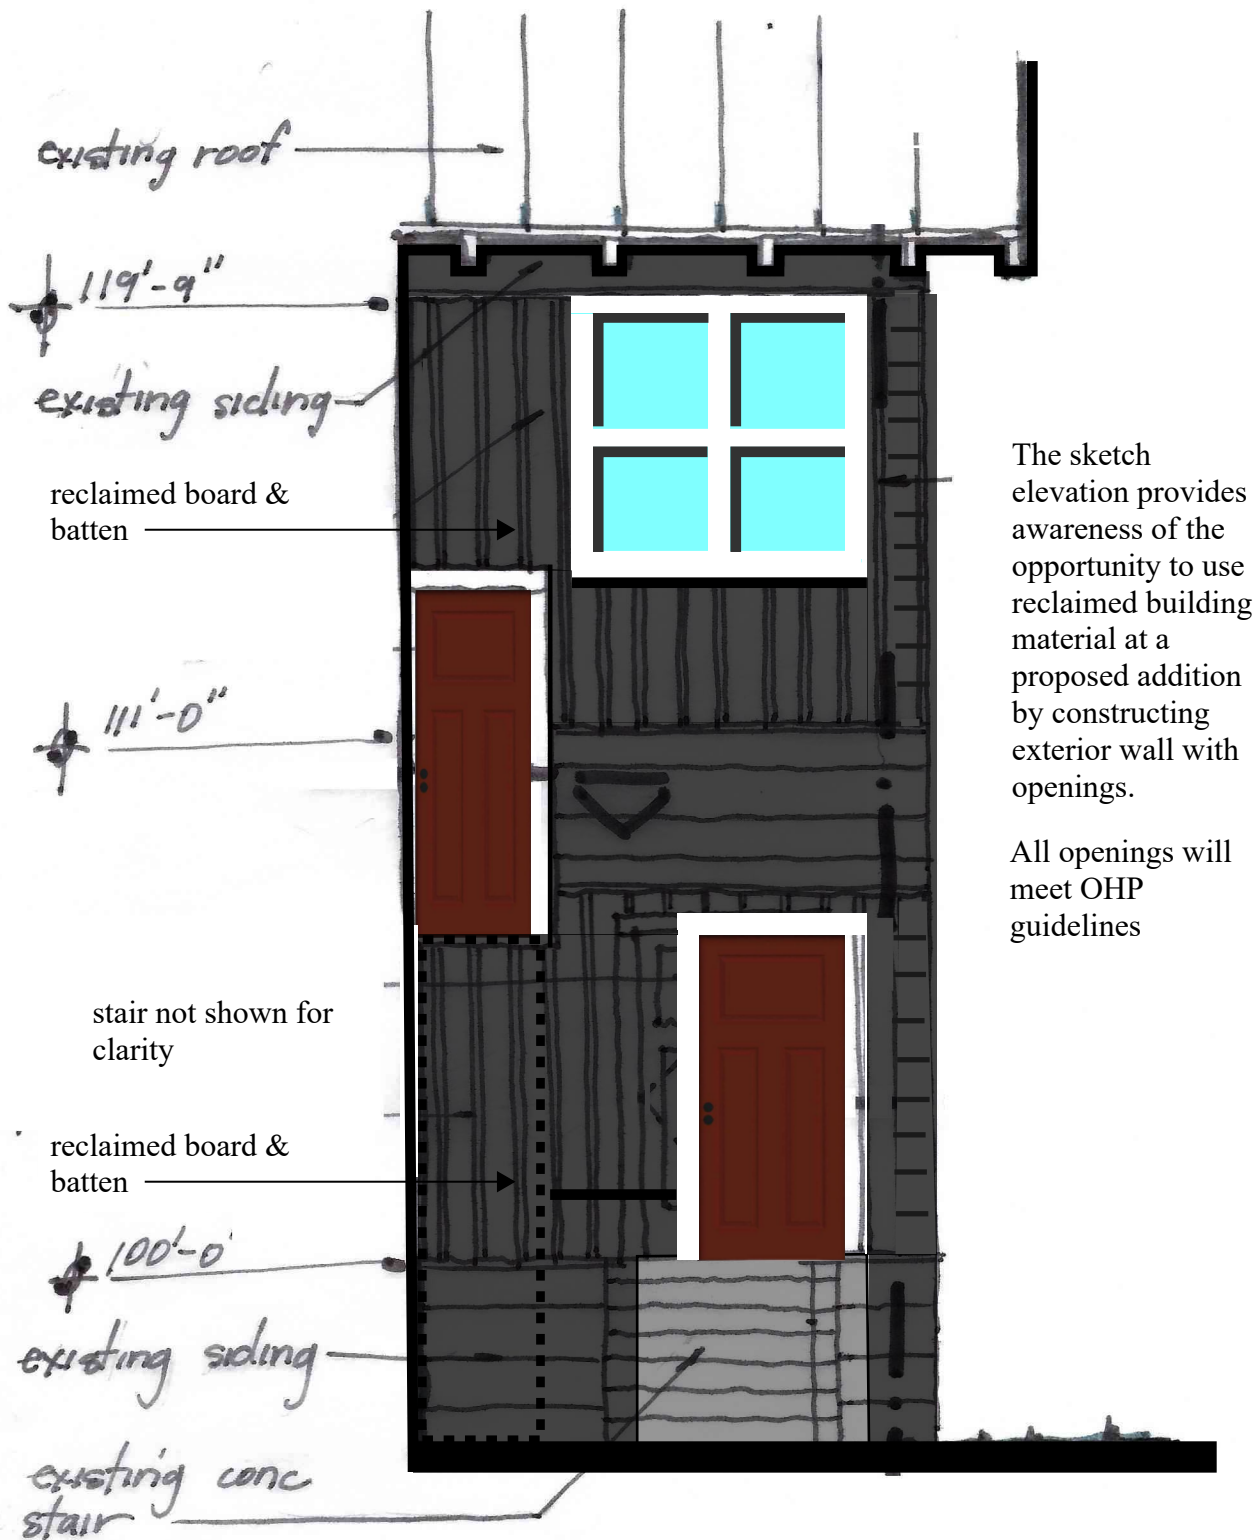 existing roof
119'-9"
existing siding
reclaimed board &
batten
The sketch
elevation provides
awareness of the
opportunity to use
reclaimed building
material at a
proposed addition
by constructing
exterior wall with
openings.
111'-0"
All openings will
meet OHP
guidelines
stair not shown for
clarity
reclaimed board &
batten
100'-0'
existing siding
existing conc
stair